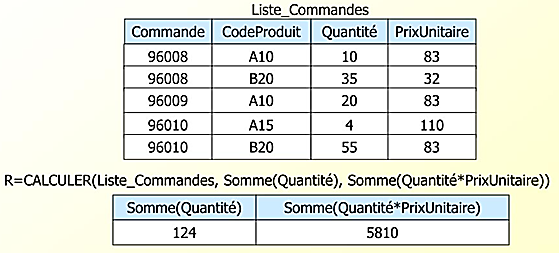 Liste_Commandes
Commande CodeProduit Quantité PrixUnitaire
96008 A10 10 83
96008 B20 35 32
96009 A10 20 83
96010 A15 4 110
96010 B20 55 83
R=CALCULER(Liste_Commandes, Somme(Quantité), Somme(Quantité*PrixUnitaire))
Somme(Quantité) Somme(Quantité*PrixUnitaire)
124 5810